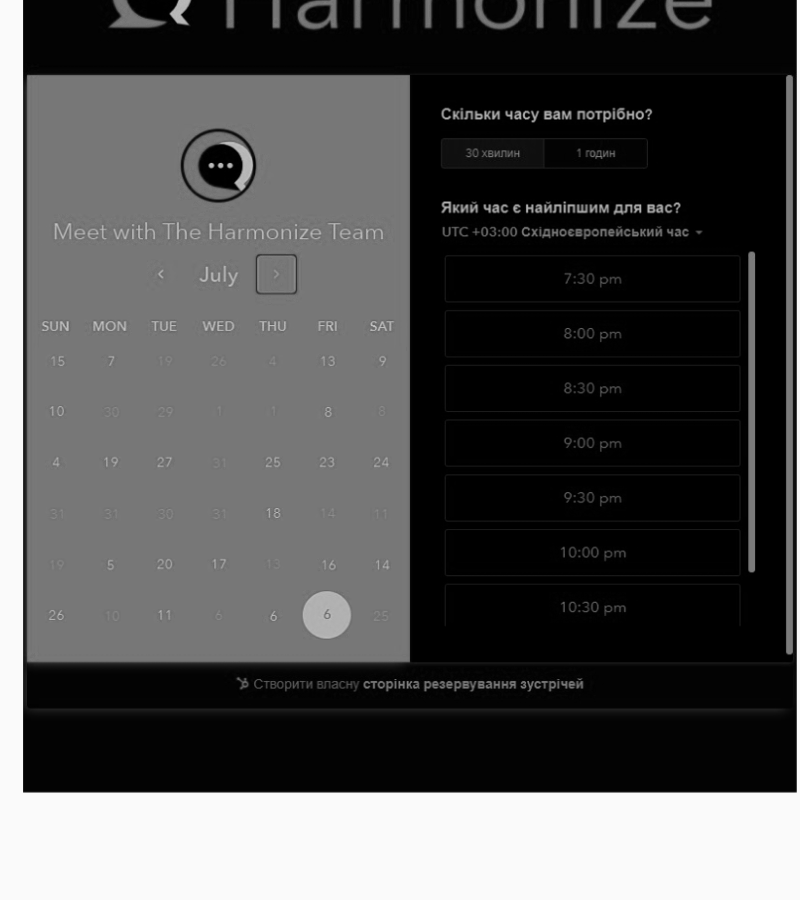 Harmonize
Meet with The Harmonize Team
July
SUN MON TUE WED THU FRI SAT
15 7 19 26 4 13 9
10 30 29 1 1 8 8
4 19 27 31 25 23 24
31 31 30 31 18 14 11
19 5 20 17 13 16 14
26 10 11 6 6 6 25
Скільки часу вам потрібно?
30 хвилин 1 годин
Який час є найліпшим для вас?
UTC +03:00 Східноєвропейський час
7:30 pm
8:00 pm
8:30 pm
9:00 pm
9:30 pm
10:00 pm
10:30 pm
Створити власну сторінка резервування зустрічей